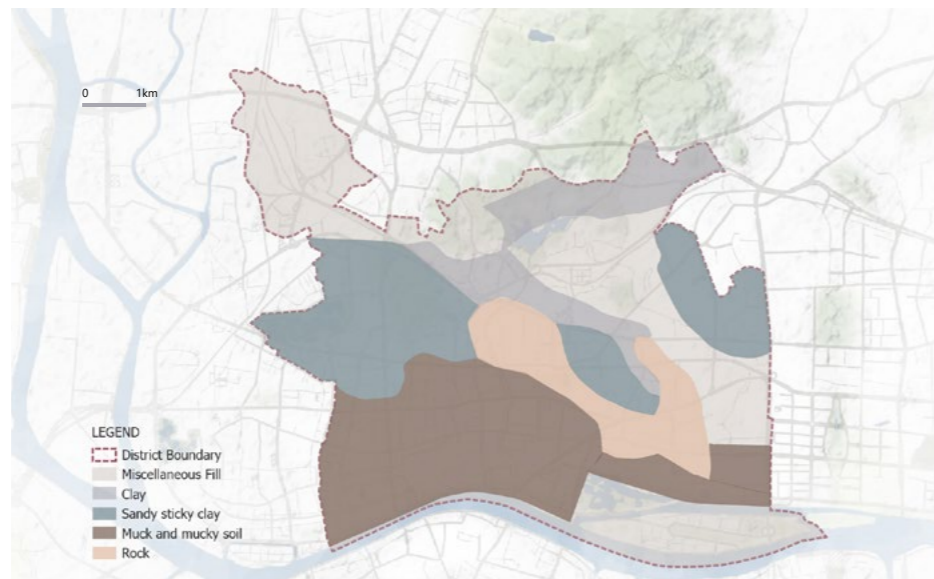 0 1km
LEGEND
District Boundary
Miscellaneous Fill
Clay
Sandy sticky clay
Muck and mucky soil
Rock